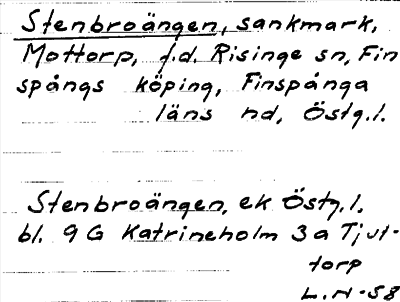 Stenbroängen, sankmark,
Mottorp, f.d. Risinge sn, Fin
spångs köping, Finspånga
läns hd, Östg.l.
Stenbroängen, ek Östg.l.
bl. 9 G Katrineholm 3a Tjut-
torp
L.N-58